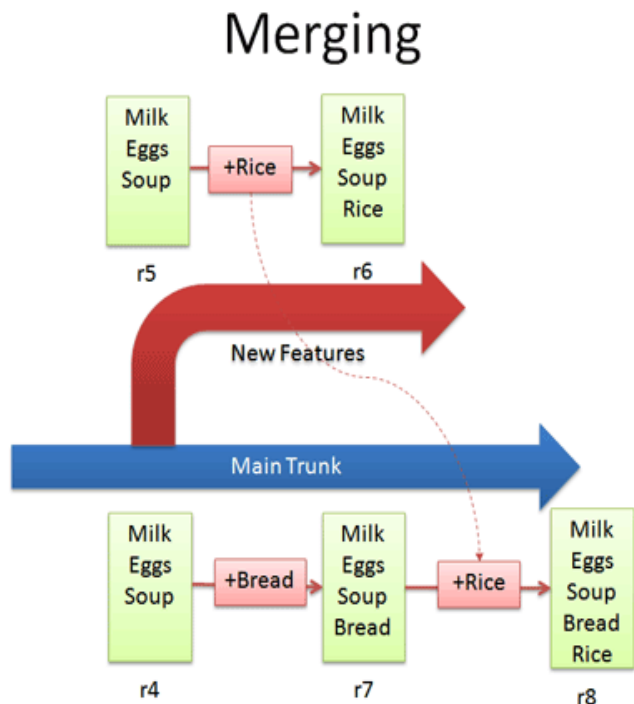 Merging
Milk
Eggs
Soup
+Rice
Milk
Eggs
Soup
Rice
r5
r6
New Features
Main Trunk
Milk
Eggs
Soup
+Bread
Milk
Eggs
Soup
Bread
+Rice
Milk
Eggs
Soup
Bread
Rice
r4
r7
r8